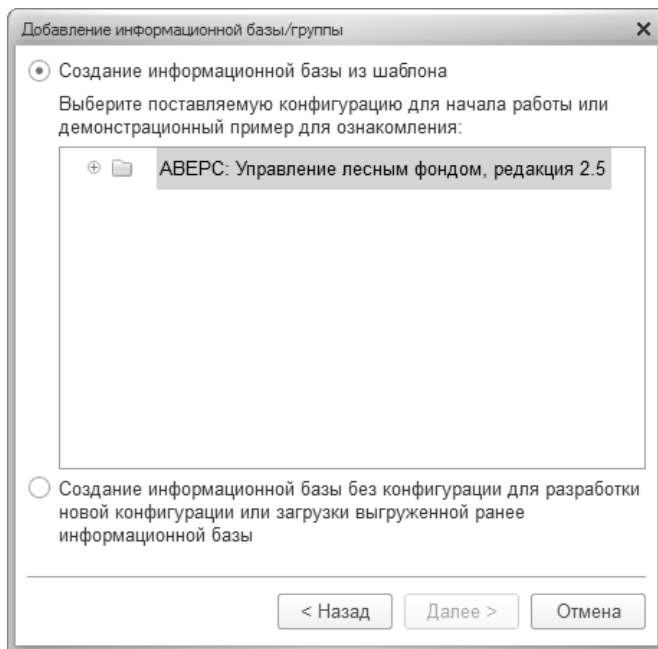 Добавление информационной базы/группы
Создание информационной базы из шаблона
Выберите поставляемую конфигурацию для начала работы или
демонстрационный пример для ознакомления:
АВЕРС: Управление лесным фондом, редакция 2.5
Создание информационной базы без конфигурации для разработки
новой конфигурации или загрузки выгруженной ранее
информационной базы
< Назад Далее > Отмена